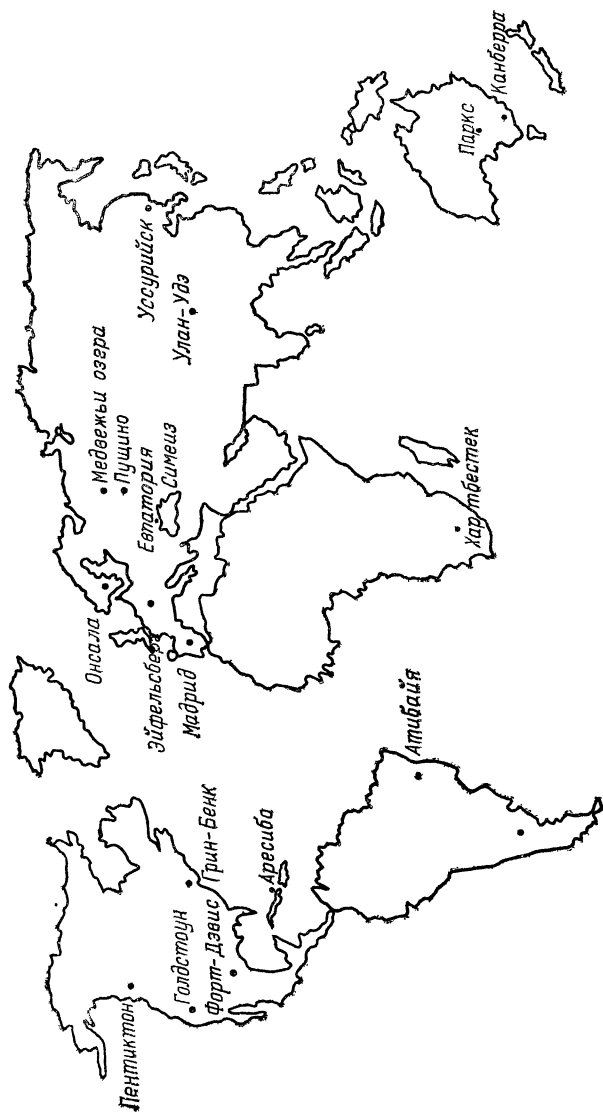 Пентиктон
Голдстоун
Форт-Дэвис
Грин-Бенк
Аресиба
Атибайя
Онсала
Эйфельсберг
Мадрид
Медвежьи озера
Пущино
Евпатория
Симеиз
Уссурийск
Улан-Удэ
Хартбестек
Паркс
Канберра